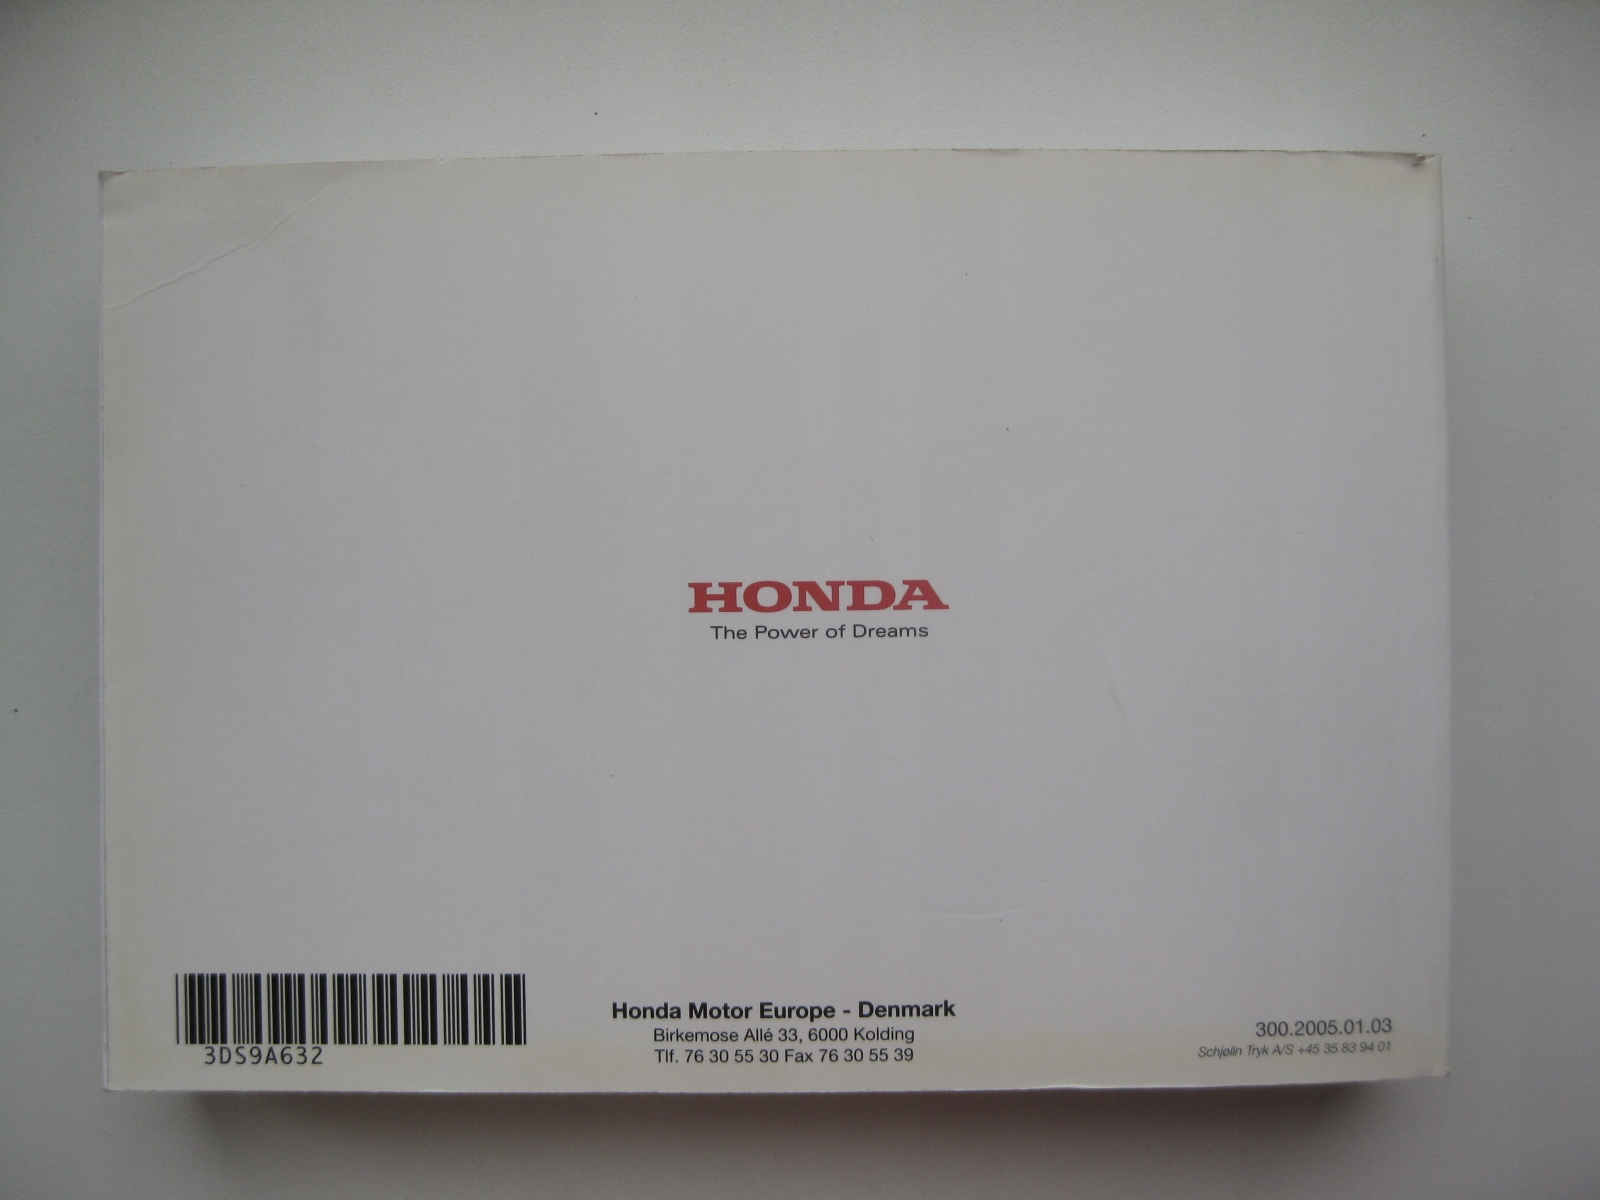 HONDA
The Power of Dreams
3DS9A632
Honda Motor Europe - Denmark
Birkemose Allé 33, 6000 Kolding
Tlf. 76 30 55 30 Fax 76 30 55 39
300.2005.01.03
Schjølin Tryk A/S +45 35 83 94 01